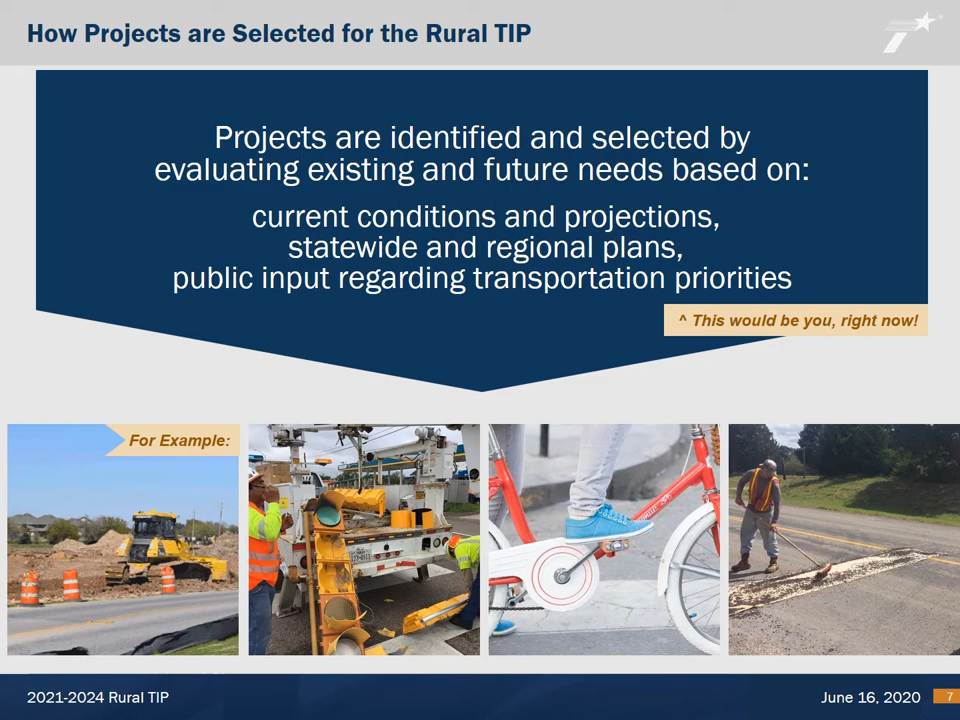 How Projects are Selected for the Rural TIP
Projects are identified and selected by
evaluating existing and future needs based on:
current conditions and projections,
statewide and regional plans,
public input regarding transportation priorities
^ This would be you, right now!
For Example:
2021-2024 Rural TIP
June 16, 2020
7